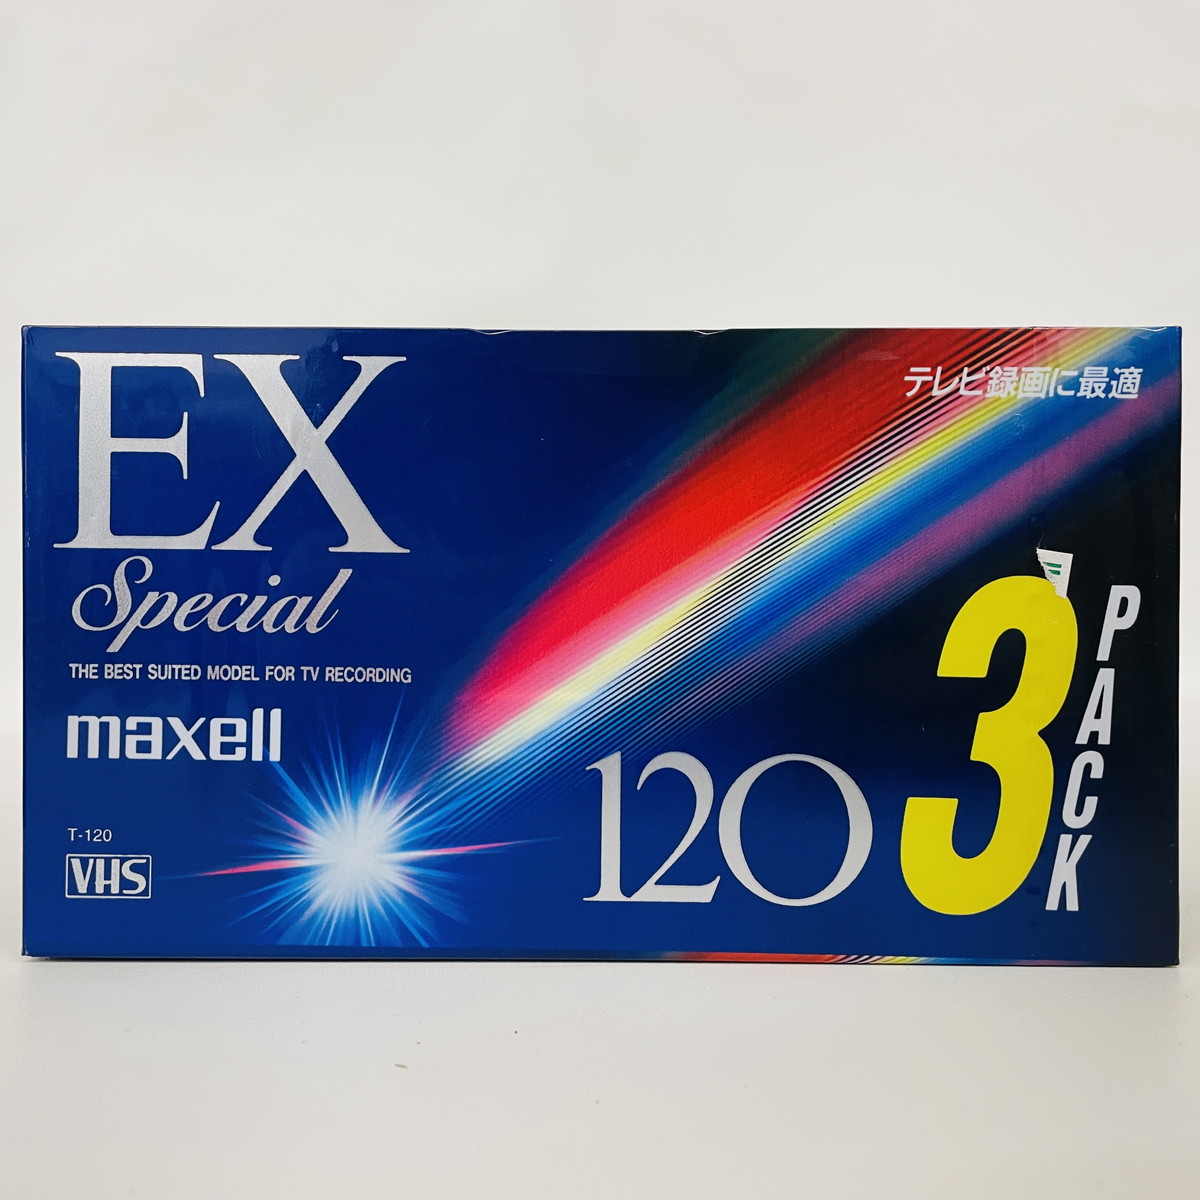 EX
テレビ録画に最適
Special
THE BEST SUITED MODEL FOR TV RECORDING
maxell
T-120
VHS
120
3
PACK